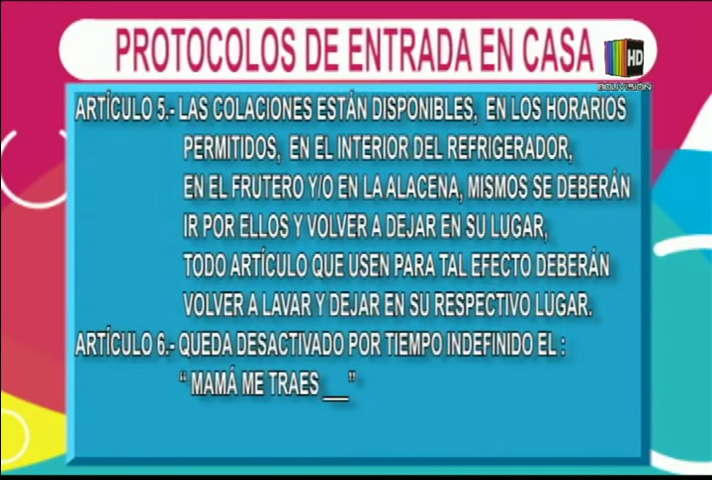 PROTOCOLOS DE ENTRADA EN CASA
HD
BOLIVISION
ARTÍCULO 5.- LAS COLACIONES ESTÁN DISPONIBLES, EN LOS HORARIOS
PERMITIDOS, EN EL INTERIOR DEL REFRIGERADOR,
EN EL FRUTERO Y/O EN LA ALACENA, MISMOS SE DEBERÁN
IR POR ELLOS Y VOLVER A DEJAR EN SU LUGAR,
TODO ARTÍCULO QUE USEN PARA TAL EFECTO DEBERÁN
VOLVER A LAVAR Y DEJAR EN SU RESPECTIVO LUGAR.
ARTÍCULO 6.- QUEDA DESACTIVADO POR TIEMPO INDEFINIDO EL :
“ MAMÁ ME TRAES __”